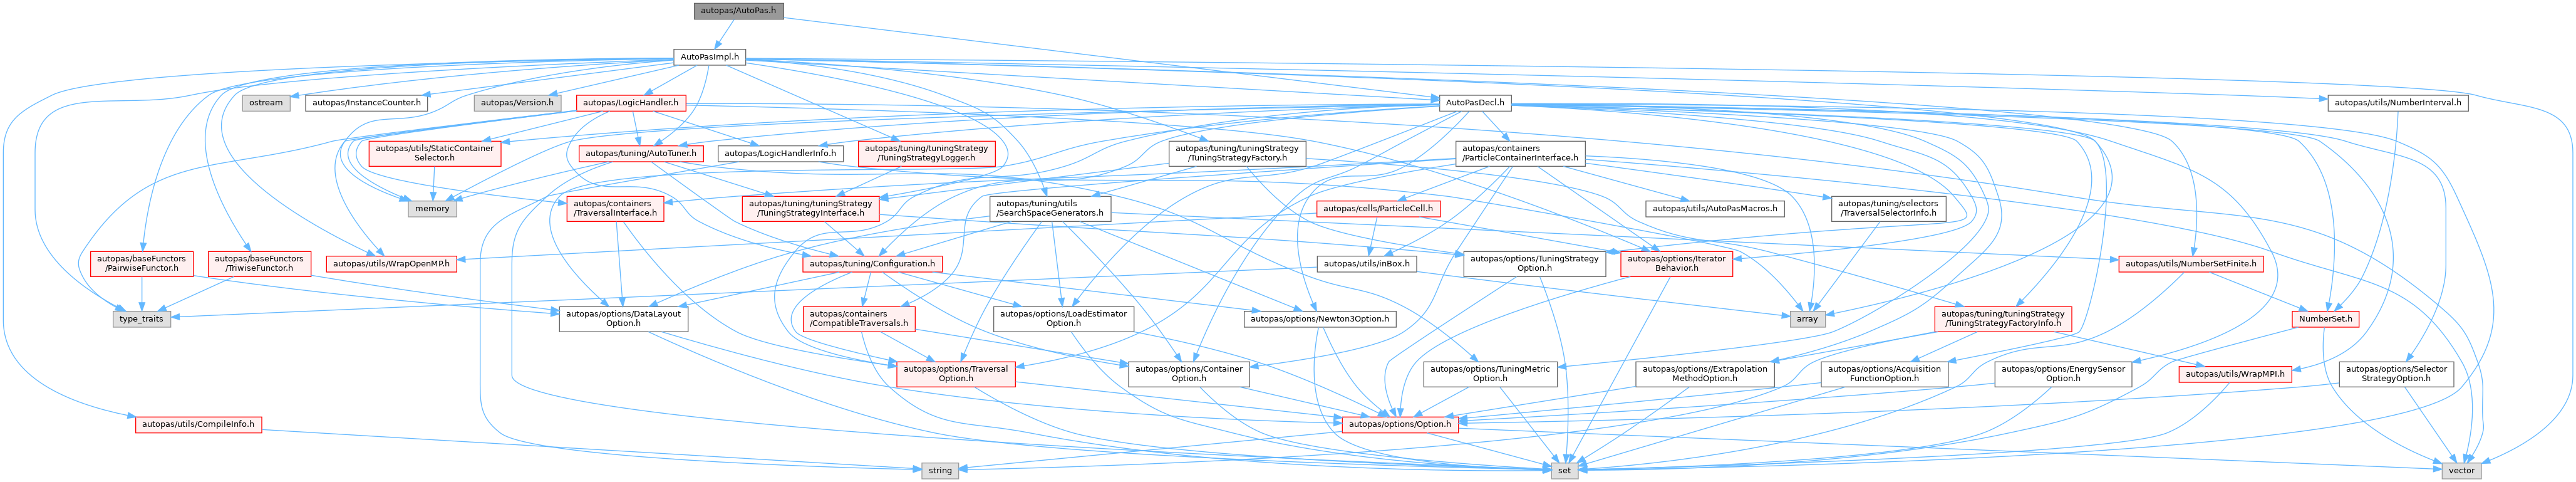 autopas/AutoPas.h
AutoPasImpl.h
ostream
autopas/InstanceCounter.h
autopas/Version.h
autopas/LogicHandler.h
AutoPasDecl.h
autopas/utils/NumberInterval.h
autopas/utils/StaticContainer
Selector.h
autopas/tuning/AutoTuner.h
autopas/LogicHandlerInfo.h
autopas/tuning/tuningStrategy
/TuningStrategyLogger.h
autopas/tuning/tuningStrategy
/TuningStrategyFactory.h
autopas/containers
/ParticleContainerInterface.h
memory
autopas/containers
/TraversalInterface.h
autopas/tuning/tuningStrategy
/TuningStrategyInterface.h
autopas/tuning/utils
/SearchSpaceGenerators.h
autopas/cells/ParticleCell.h
autopas/utils/AutoPasMacros.h
autopas/tuning/selectors
/TraversalSelectorInfo.h
autopas/baseFunctors
/PairwiseFunctor.h
autopas/baseFunctors
/TriwiseFunctor.h
autopas/utils/WrapOpenMP.h
autopas/tuning/Configuration.h
autopas/utils/inBox.h
autopas/options/TuningStrategy
Option.h
autopas/options/Iterator
Behavior.h
autopas/utils/NumberSetFinite.h
type_traits
autopas/options/DataLayout
Option.h
autopas/containers
/CompatibleTraversals.h
autopas/options/LoadEstimator
Option.h
autopas/options/Newton3Option.h
array
autopas/tuning/tuningStrategy
/TuningStrategyFactoryInfo.h
NumberSet.h
autopas/options/Traversal
Option.h
autopas/options/Container
Option.h
autopas/options/TuningMetric
Option.h
autopas/options//Extrapolation
MethodOption.h
autopas/options/Acquisition
FunctionOption.h
autopas/options/EnergySensor
Option.h
autopas/utils/WrapMPI.h
autopas/options/Selector
StrategyOption.h
autopas/utils/CompileInfo.h
autopas/options/Option.h
string
set
vector